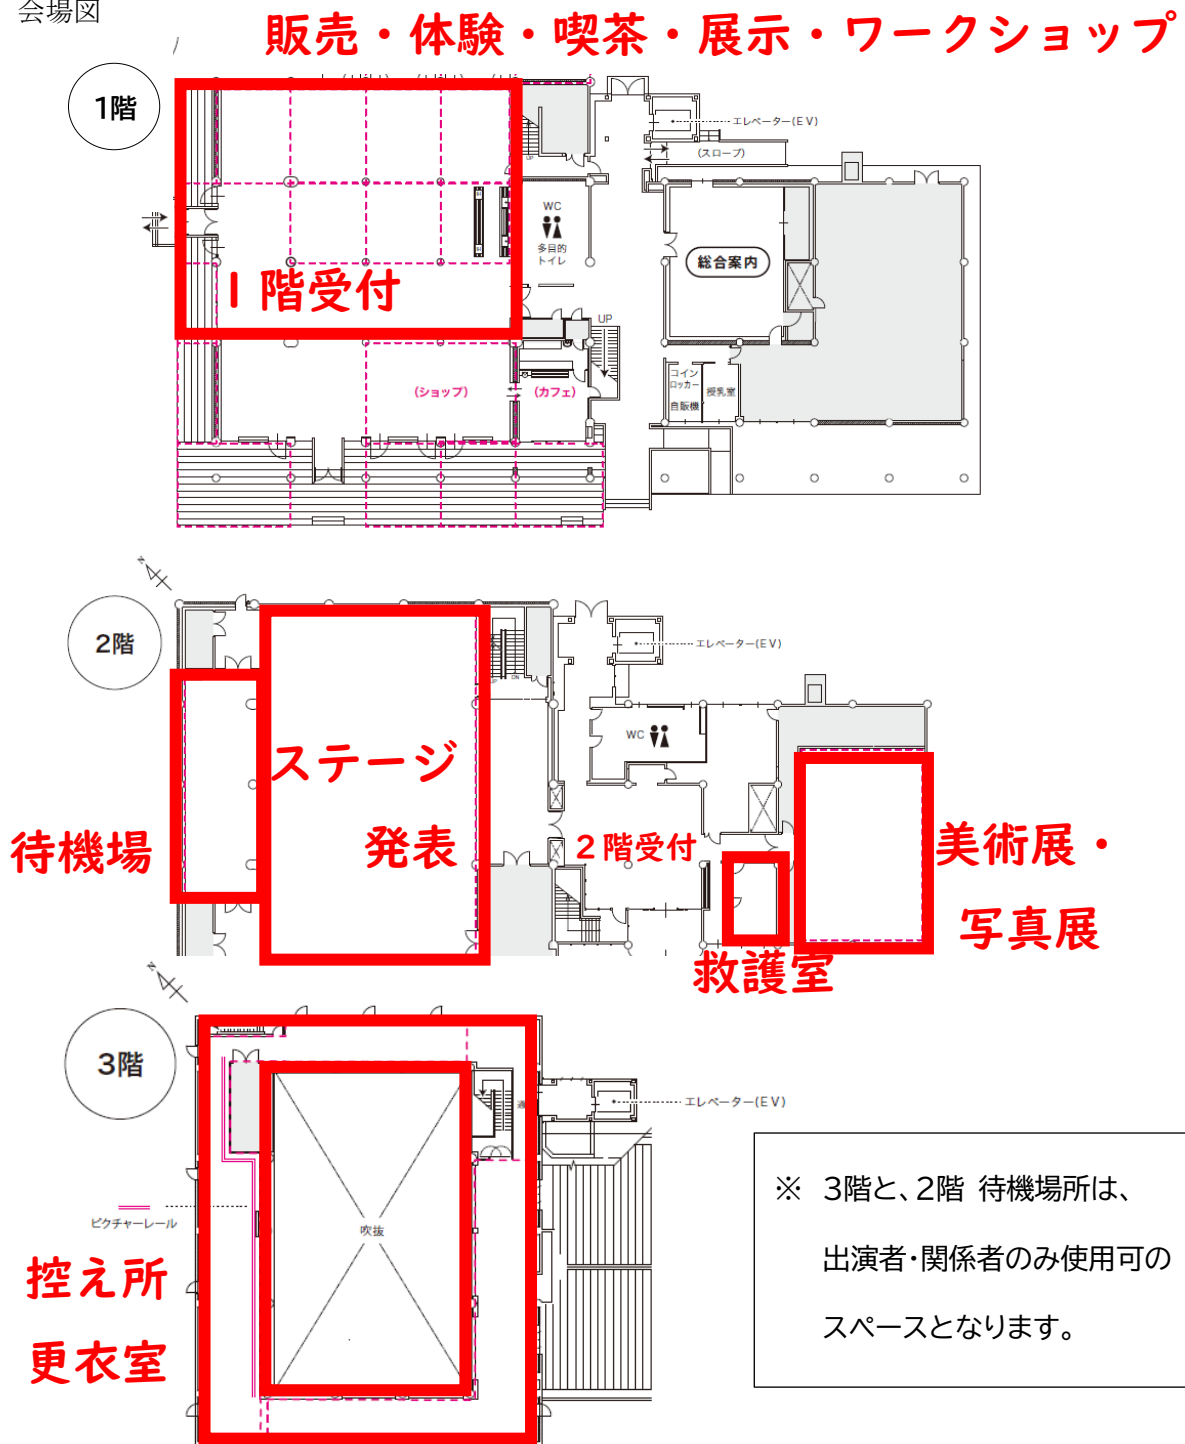 会場図
販売・体験・喫茶・展示・ワークショップ
1階
エレベーター(EV)
(スロープ)
UP
WC
多目的
トイレ
総合案内
1階受付
UP
コイン
ロッカー
自販機
授乳室
(ショップ)
(カフェ)
N
2階
エレベーター(EV)
UP
DN
WC
ステージ
発表
待機場
2階受付
美術展・
写真展
救護室
N
3階
エレベーター(EV)
ピクチャーレール
吹抜
控え所
更衣室
※ 3階と、2階 待機場所は、
出演者・関係者のみ使用可の
スペースとなります。